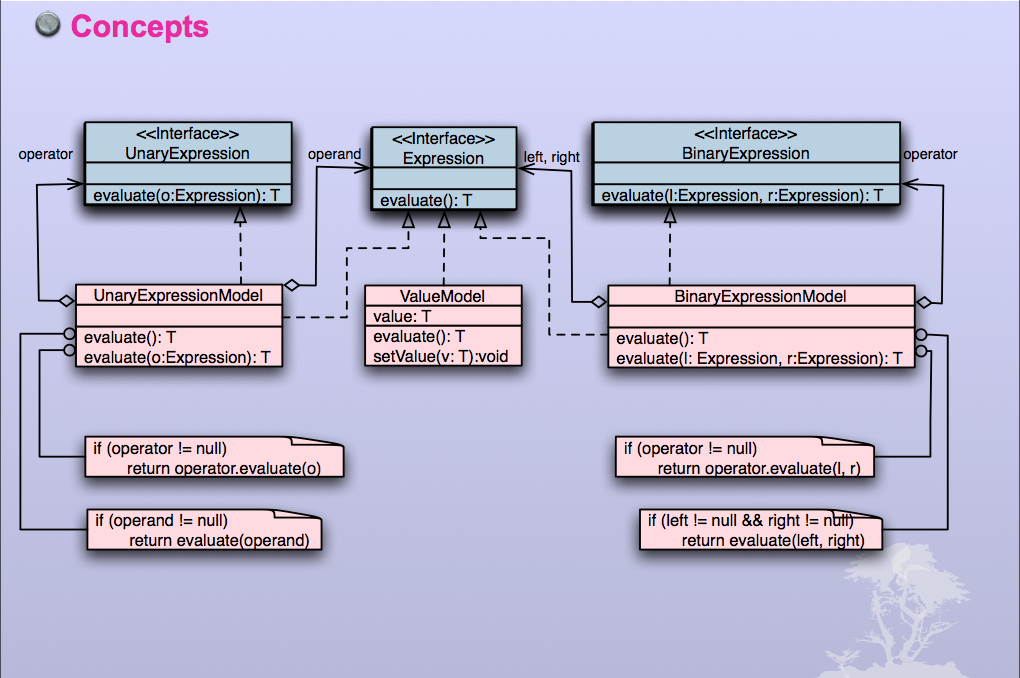 Concepts
<<Interface>>
UnaryExpression
evaluate(o:Expression): T
operator
operand
<<Interface>>
Expression
evaluate(): T
left, right
<<Interface>>
BinaryExpression
evaluate(l:Expression, r:Expression): T
operator
UnaryExpressionModel
evaluate(): T
evaluate(o:Expression): T
ValueModel
value: T
evaluate(): T
setValue(v: T):void
BinaryExpressionModel
evaluate(): T
evaluate(l: Expression, r:Expression): T
if (operator != null)
return operator.evaluate(o)
if (operand != null)
return evaluate(operand)
if (operator != null)
return operator.evaluate(l, r)
if (left != null && right != null)
return evaluate(left, right)